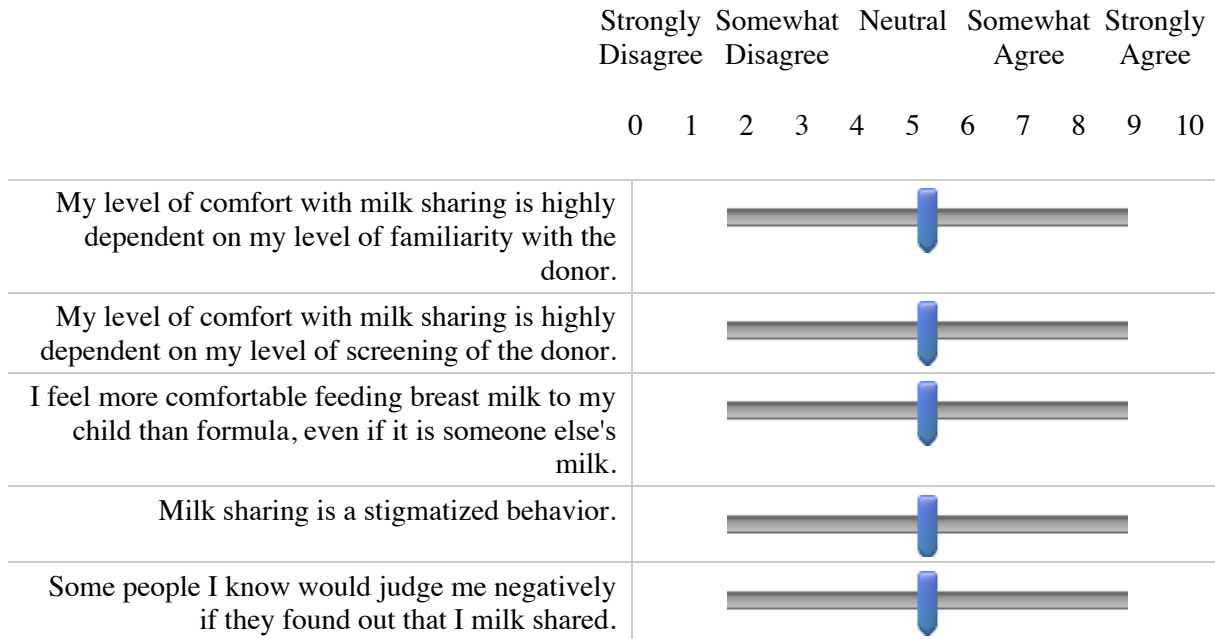 Strongly Somewhat Neutral Somewhat Strongly
Disagree Disagree Agree Agree
0 1 2 3 4 5 6 7 8 9 10
My level of comfort with milk sharing is highly
dependent on my level of familiarity with the
donor.
My level of comfort with milk sharing is highly
dependent on my level of screening of the donor.
I feel more comfortable feeding breast milk to my
child than formula, even if it is someone else's
milk.
Milk sharing is a stigmatized behavior.
Some people I know would judge me negatively
if they found out that I milk shared.